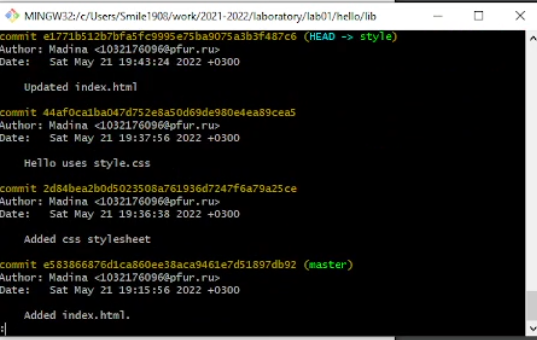 MINGW32:/c/Users/Smile1908/work/2021-2022/laboratory/lab01/hello/lib
commit e1771b512b7bfa5fc9995e75ba9075a3b3f487c6 (HEAD -> style)
Author: Madina <1032176096@pfur.ru>
Date:   Sat May 21 19:43:24 2022 +0300
Updated index.html
commit 44af0ca1ba047d752e8a50d69de980e4ea89cea5
Author: Madina <1032176096@pfur.ru>
Date:   Sat May 21 19:37:56 2022 +0300
Hello uses style.css
commit 2d84bea2b0d5023508a761936d7247f6a79a25ce
Author: Madina <1032176096@pfur.ru>
Date:   Sat May 21 19:36:38 2022 +0300
Added css stylesheet
commit e583866876d1ca860ee38aca9461e7d51897db92 (master)
Author: Madina <1032176096@pfur.ru>
Date:   Sat May 21 19:15:56 2022 +0300
Added index.html.
: